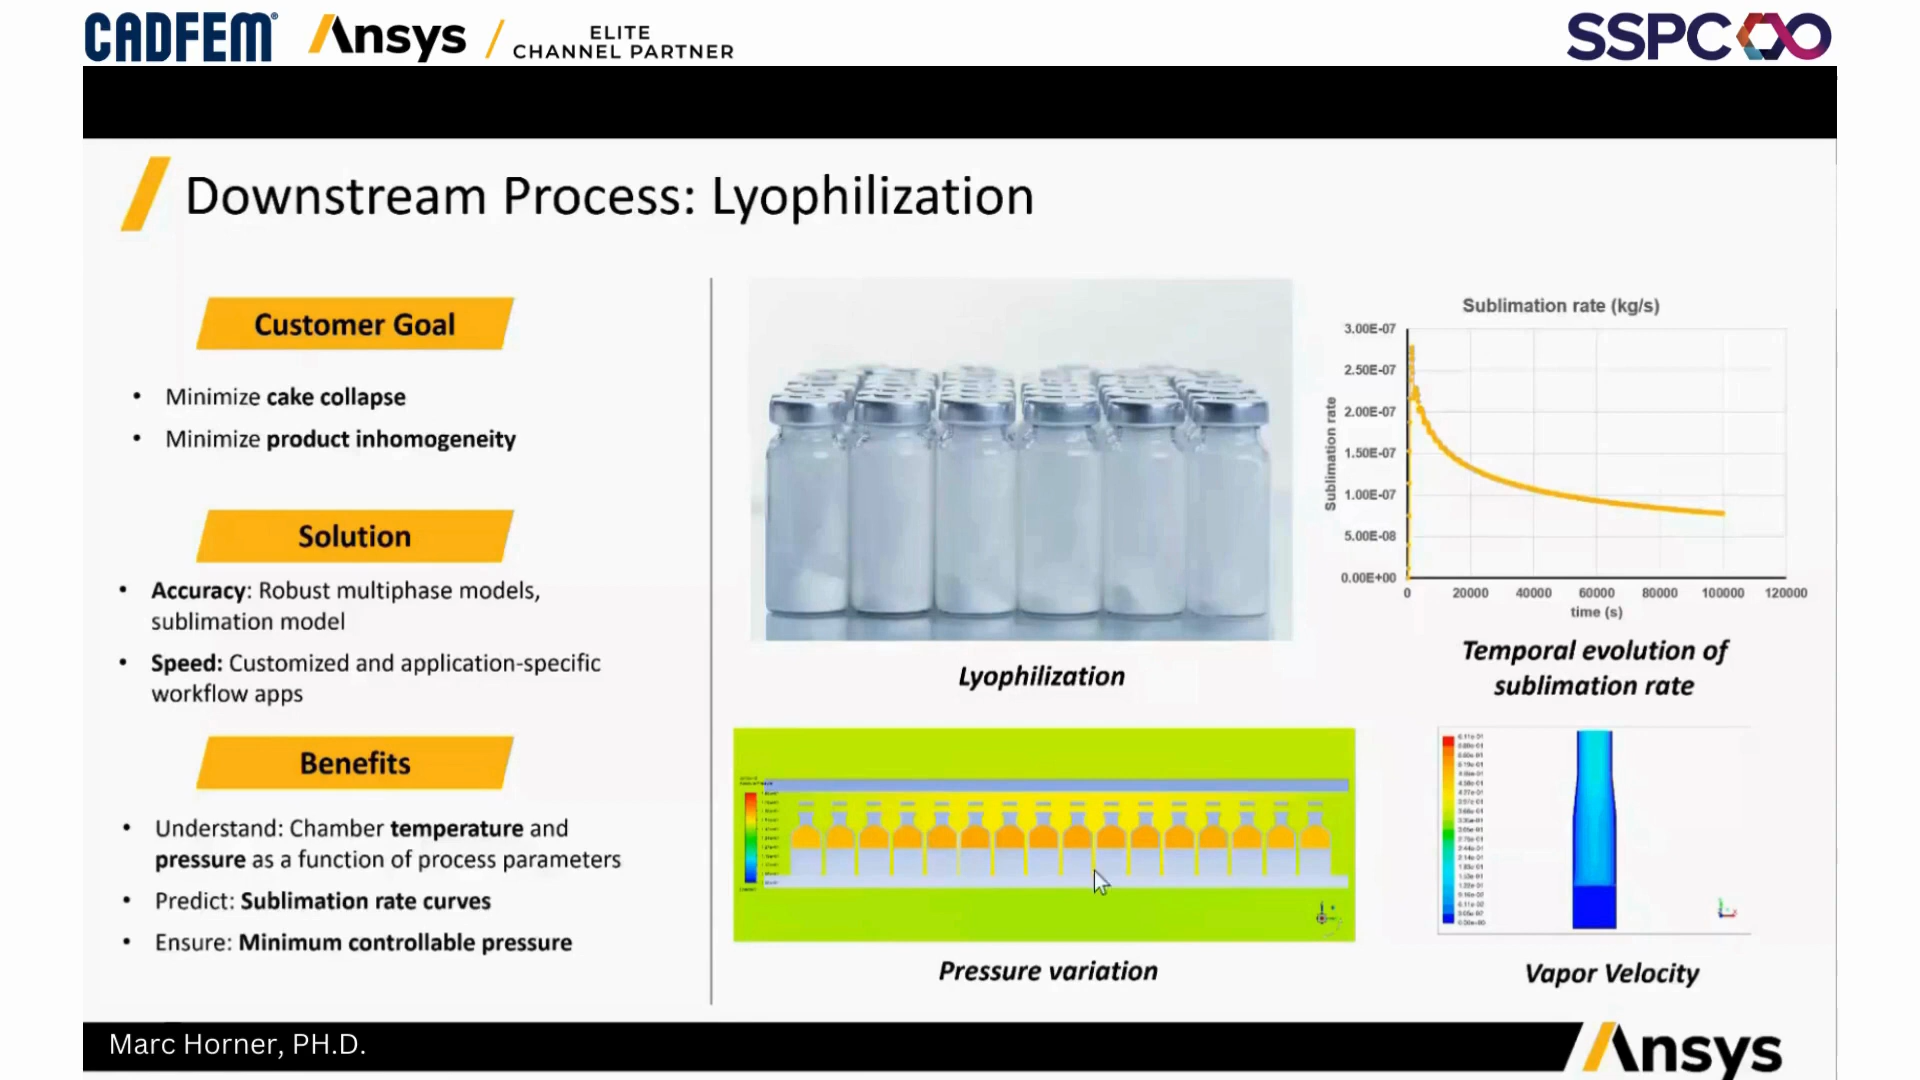 CADFEM
Ansys
ELITE
CHANNEL PARTNER
SSPC
Downstream Process: Lyophilization
Customer Goal
• Minimize cake collapse
• Minimize product inhomogeneity
Solution
• Accuracy: Robust multiphase models,
sublimation model
• Speed: Customized and application-specific
workflow apps
Benefits
• Understand: Chamber temperature and
pressure as a function of process parameters
• Predict: Sublimation rate curves
• Ensure: Minimum controllable pressure
Lyophilization
Sublimation rate (kg/s)
Sublimation rate
3.00E-07
2.50E-07
2.00E-07
1.50E-07
1.00E-07
5.00E-08
0.00E+00
0 20000 40000 60000 80000 100000 120000
time (s)
Temporal evolution of
sublimation rate
Pressure variation
Vapor Velocity
Marc Horner, PH.D.
Ansys